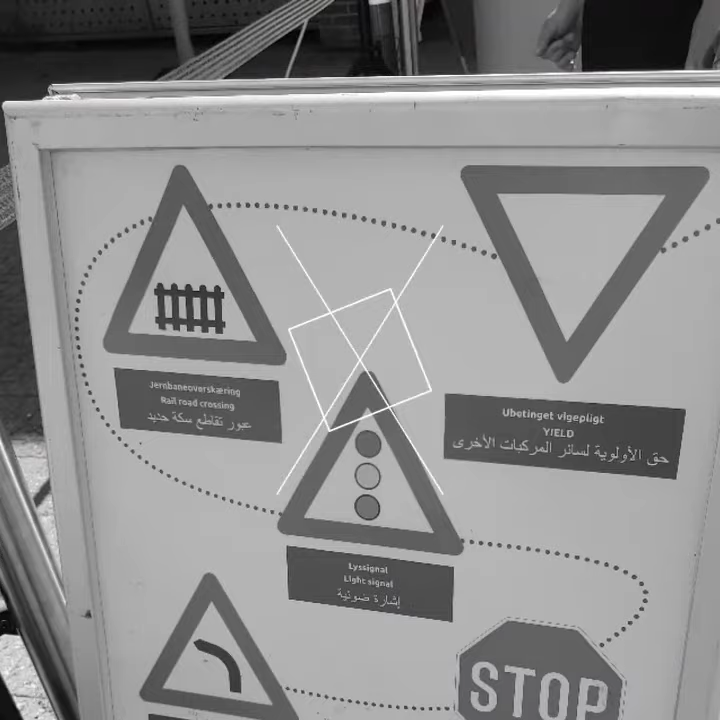 Jernbaneoverskæring
Rail road crossing
عبور تقاطع سكة حديد
Ubetinget vigepligt
YIELD
حق الأولوية لسائر المركبات الأخرى
Lyssignal
Light signal
إشارة ضوئية
STOP